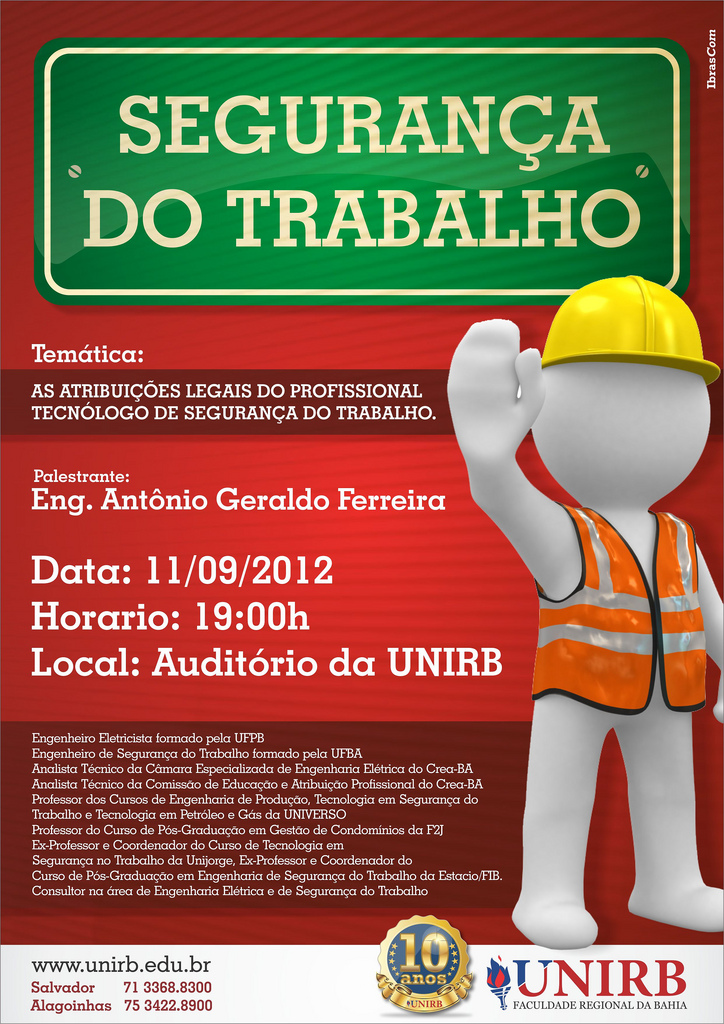 IbrasCom
SEGURANÇA
DO TRABALHO
Temática:
AS ATRIBUIÇÕES LEGAIS DO PROFISSIONAL
TECNÓLOGO DE SEGURANÇA DO TRABALHO.
Palestrante:
Eng. Antônio Geraldo Ferreira
Data: 11/09/2012
Horario: 19:00h
Local: Auditório da UNIRB
Engenheiro Eletricista formado pela UFPB
Engenheiro de Segurança do Trabalho formado pela UFBA
Analista Técnico da Câmara Especializada de Engenharia Elétrica do Crea-BA
Analista Técnico da Comissão de Educação e Atribuição Profissional do Crea-BA
Professor dos Cursos de Engenharia de Produção, Tecnologia em Segurança do
Trabalho e Tecnologia em Petróleo e Gás da UNIVERSO
Professor do Curso de Pós-Graduação em Gestão de Condomínios da F2J
Ex-Professor e Coordenador do Curso de Tecnologia em
Segurança no Trabalho da Unijorge, Ex-Professor e Coordenador do
Curso de Pós-Graduação em Engenharia de Segurança do Trabalho da Estacio/FIB.
Consultor na área de Engenharia Elétrica e de Segurança do Trabalho
www.unirb.edu.br
Salvador 71 3368.8300
Alagoinhas 75 3422.8900
10
anos
UNIRB
UNIRB
FACULDADE REGIONAL DA BAHIA